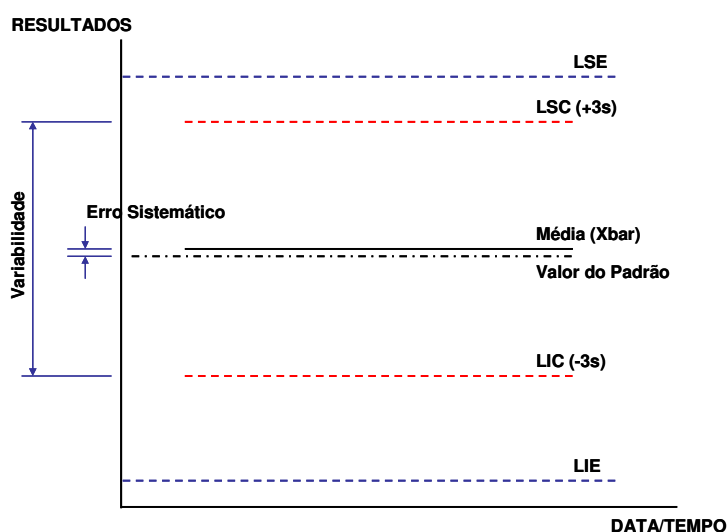 RESULTADOS
LSE
LSC (+3s)
Variabilidade
Erro Sistemático
Média (Xbar)
Valor do Padrão
LIC (-3s)
LIE
DATA/TEMPO